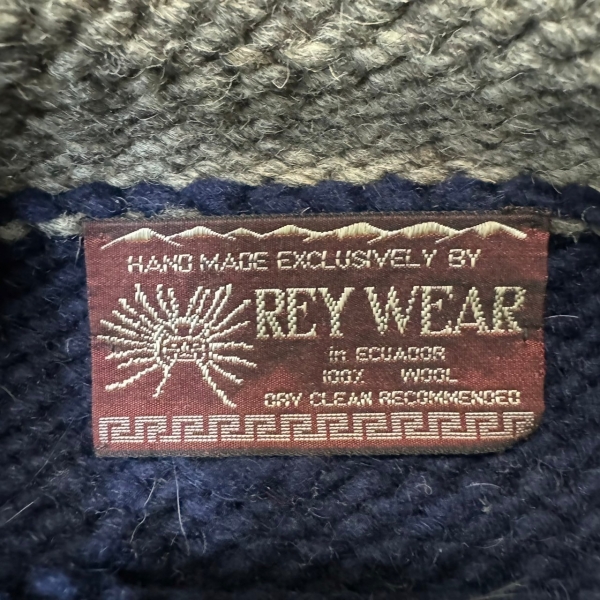 HAND MADE EXCLUSIVELY BY
REY WEAR
in ECUADOR
100% WOOL
DRY CLEAN RECOMMENDED